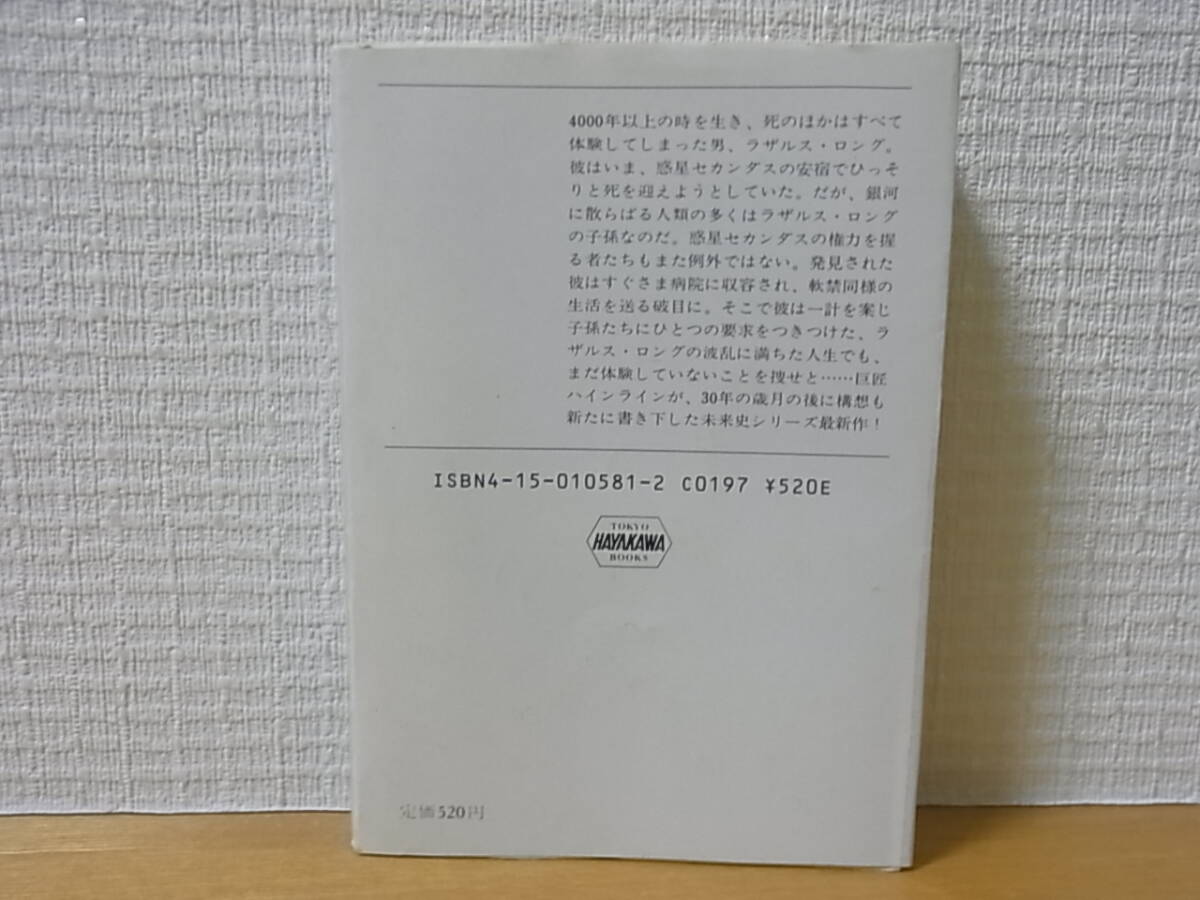 4000年以上の時を生き、死のほかはすべて
体験してしまった男、ラザルス・ロング。
彼はいま、惑星セカンダスの安宿でひっそ
りと死を迎えようとしていた。だが、銀河
に散らばる人類の多くはラザルス・ロング
の子孫なのだ。惑星セカンダスの権力を握
る者たちもまた例外ではない。発見された
彼はすぐさま病院に収容され、軟禁同様の
生活を送る破目に。そこで彼は一計を案じ
子孫たちにひとつの要求をつきつけた、ラ
ザルス・ロングの波乱に満ちた人生でも、
まだ体験していないことを捜せと……巨匠
ハインラインが、30年の歳月の後に構想も
新たに書き下した未来史シリーズ最新作!
ISBN4-15-010581-2 C0197 ¥520E
TOKYO
HAYAKAWA
BOOKS
定価520円